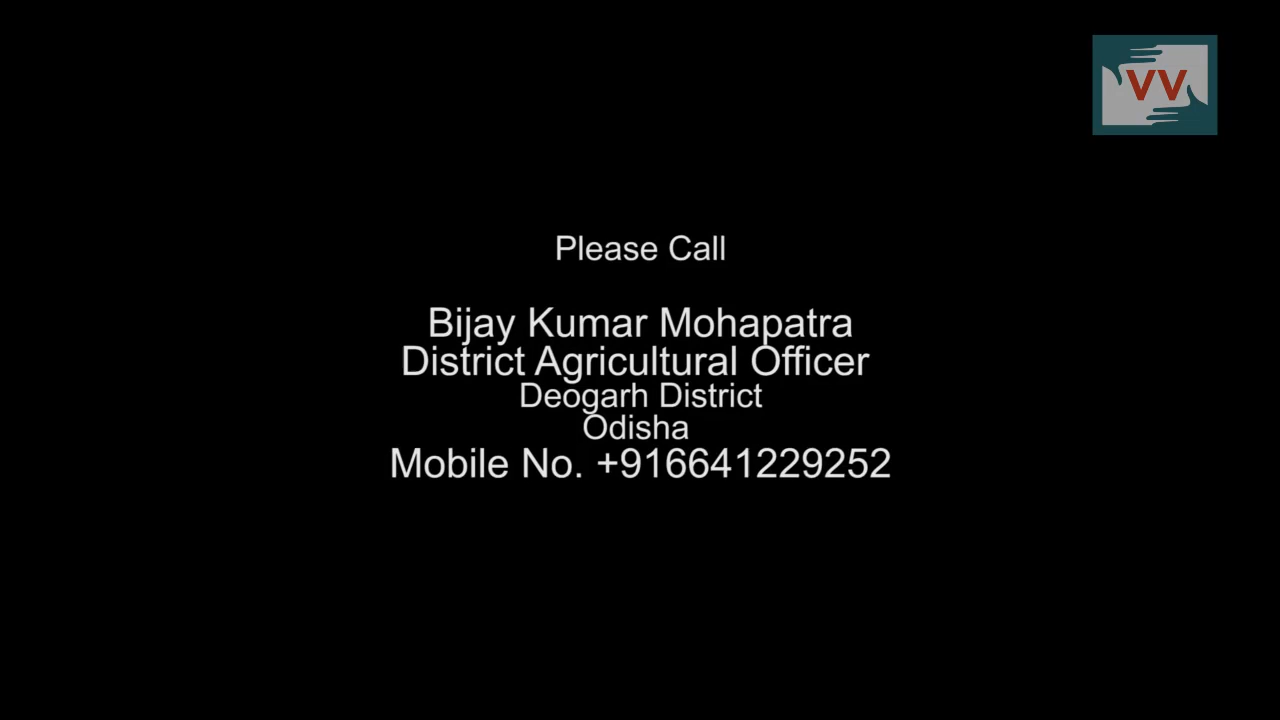 VV
Please Call
Bijay Kumar Mohapatra
District Agricultural Officer
Deogarh District
Odisha
Mobile No. +916641229252